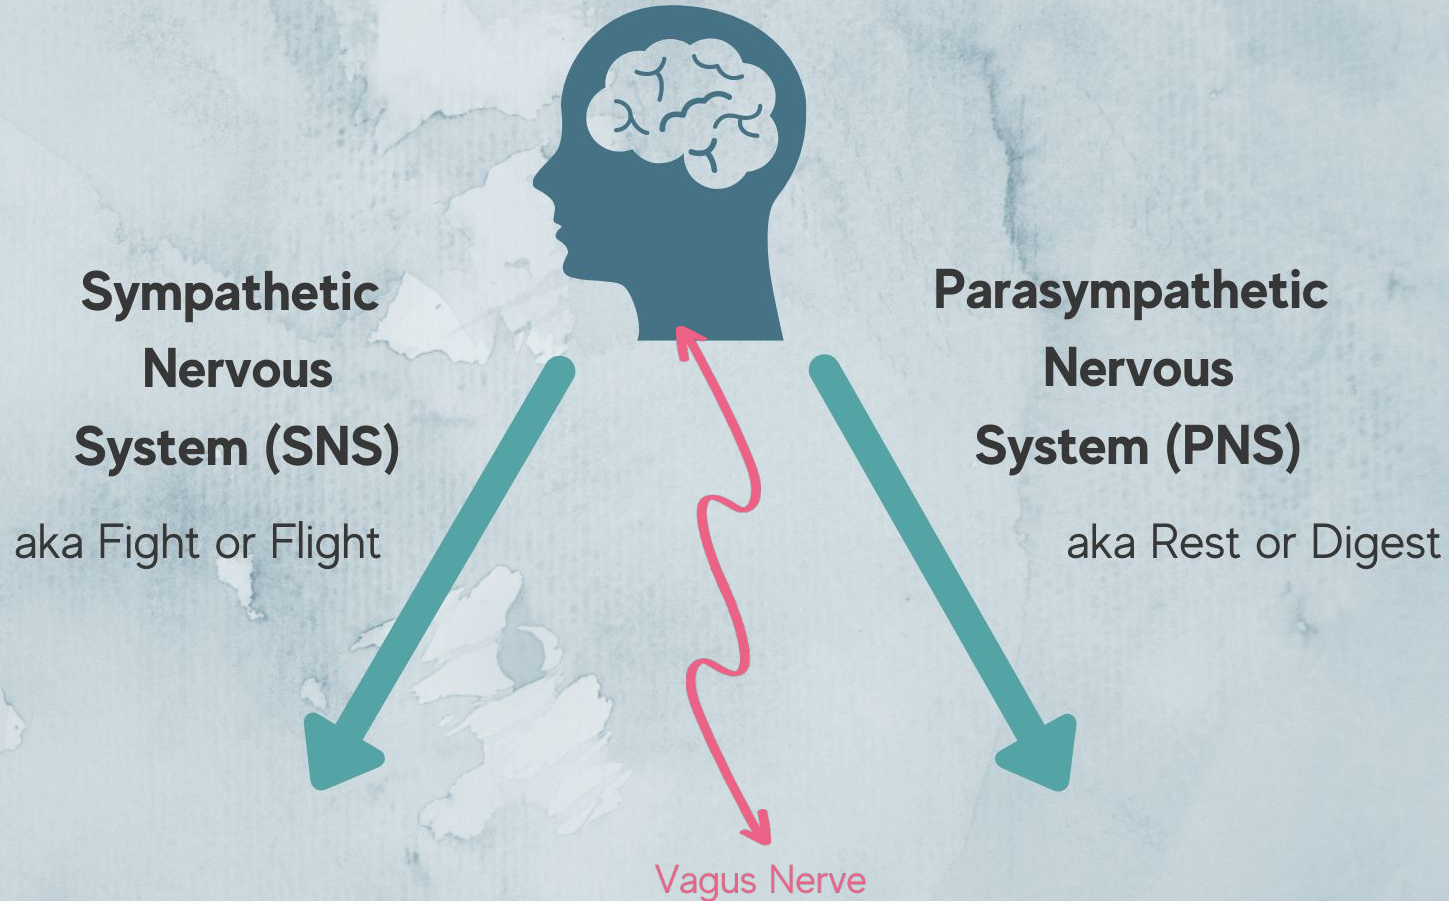 Sympathetic
Nervous
System (SNS)
aka Fight or Flight
Parasympathetic
Nervous
System (PNS)
aka Rest or Digest
Vagus Nerve